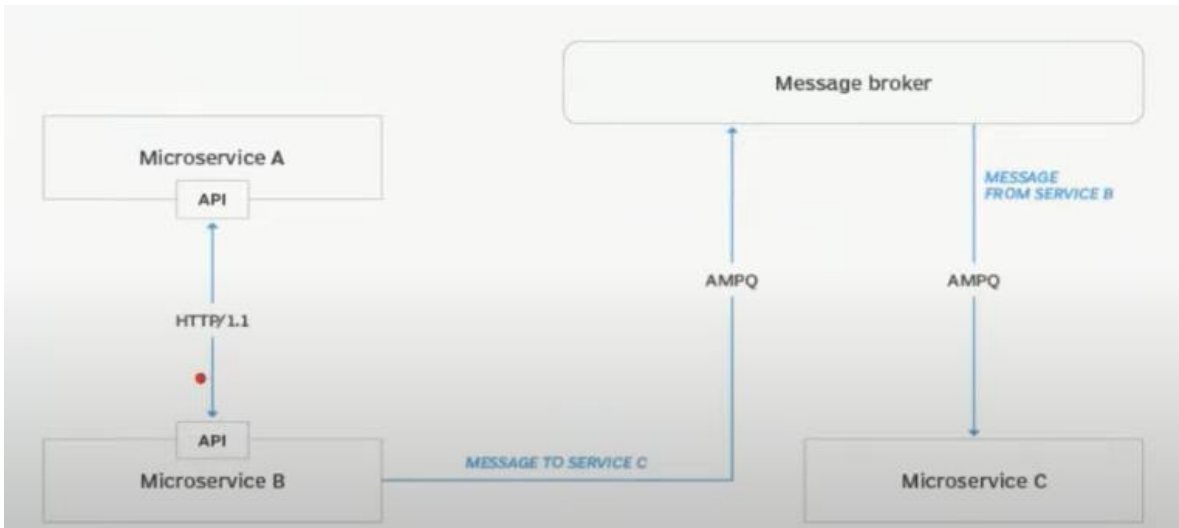 Message broker
Microservice A
API
MESSAGE
FROM SERVICE B
AMPQ
AMPQ
HTTP/1.1
API
Microservice B
MESSAGE TO SERVICE C
Microservice C